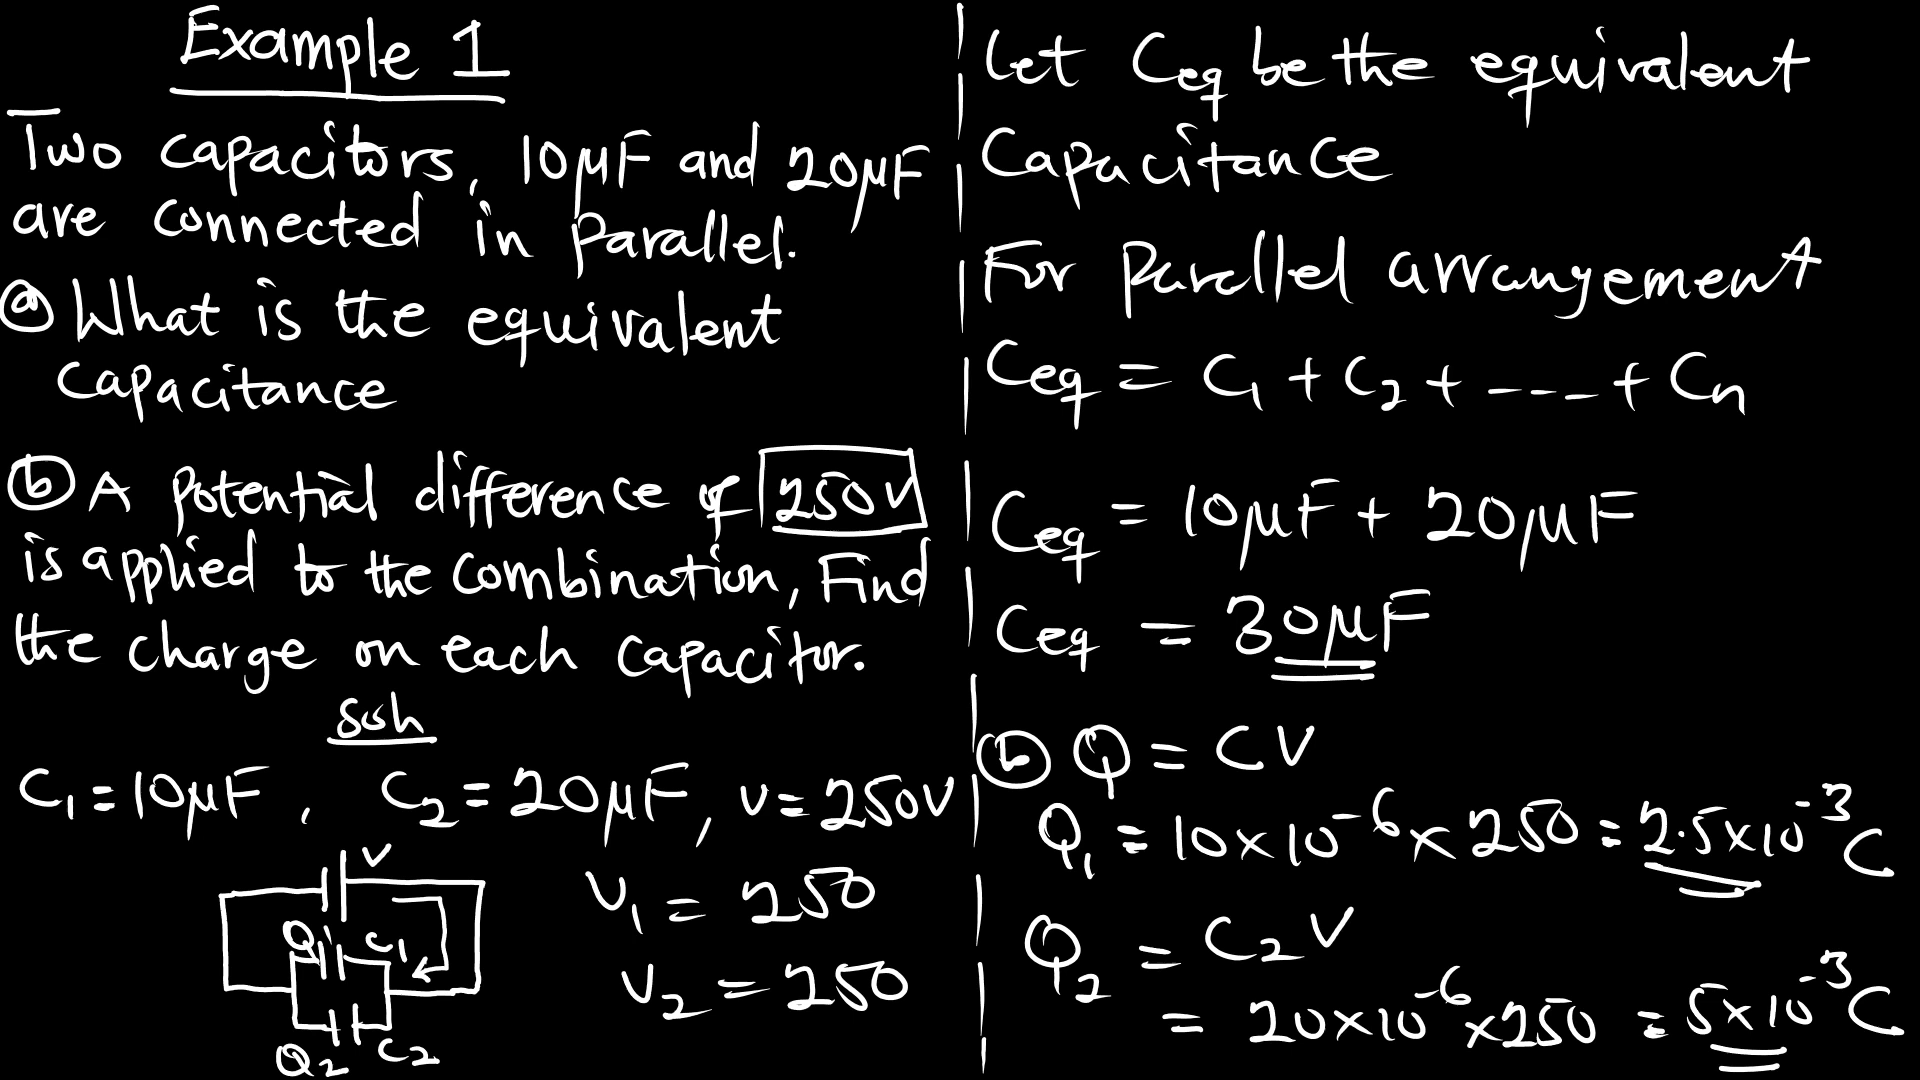 Example 1
Two capacitors, 10μF and 20μF
are connected in parallel.
ⓐ What is the equivalent
Capacitance
ⓑ A potential difference of 250V
is applied to the combination, Find
the charge on each capacitor.
Soln
C₁ = 10μF, C₂ = 20μF, V = 250V
V
Q₁ C₁
Q₂ C₂
V₁ = 250
V₂ = 250
Let Ceq be the equivalent
Capacitance
For parallel arrangement
Ceq = C₁ + C₂ + ---- + Cn
Ceq = 10μF + 20μF
Ceq = 30μF
ⓑ Q = CV
Q₁ = 10×10⁻⁶ × 250 = 2.5×10⁻³C
Q₂ = C₂V
= 20×10⁻⁶×250 = 5×10⁻³C